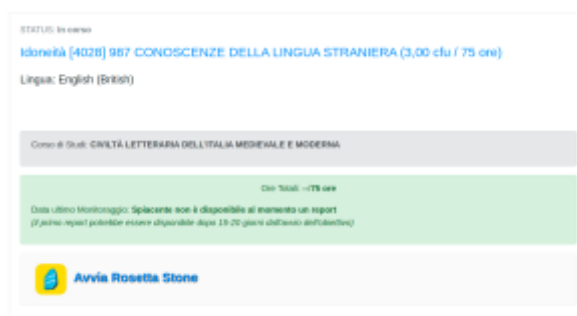 STATUS: In corso
Idoneità [4028] 987 CONOSCENZE DELLA LINGUA STRANIERA (3,00 cfu / 75 ore)
Lingua: English (British)
Corso di Studi: CIVILTÀ LETTERARIA DELL'ITALIA MEDIEVALE E MODERNA
Ore Totali: --/75 ore
Data ultimo Monitoraggio: Spiacente non è disponibile al momento un report
(il primo report potrebbe essere disponibile dopo 15-20 giorni dall'avvio dell'obiettivo)
Avvia Rosetta Stone